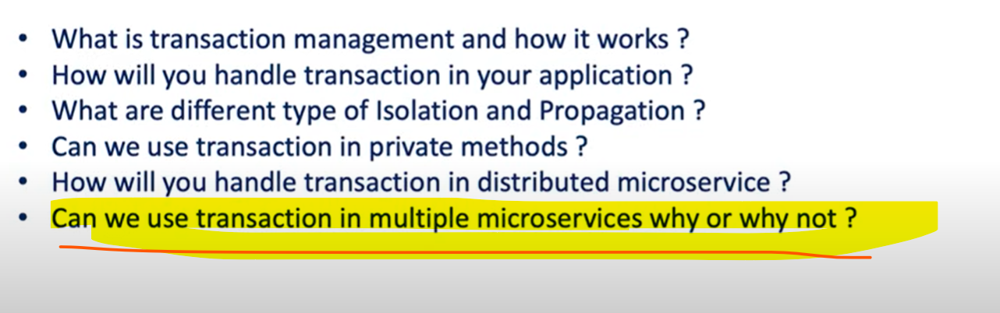 • What is transaction management and how it works ?
• How will you handle transaction in your application ?
• What are different type of Isolation and Propagation ?
• Can we use transaction in private methods ?
• How will you handle transaction in distributed microservice ?
• Can we use transaction in multiple microservices why or why not ?